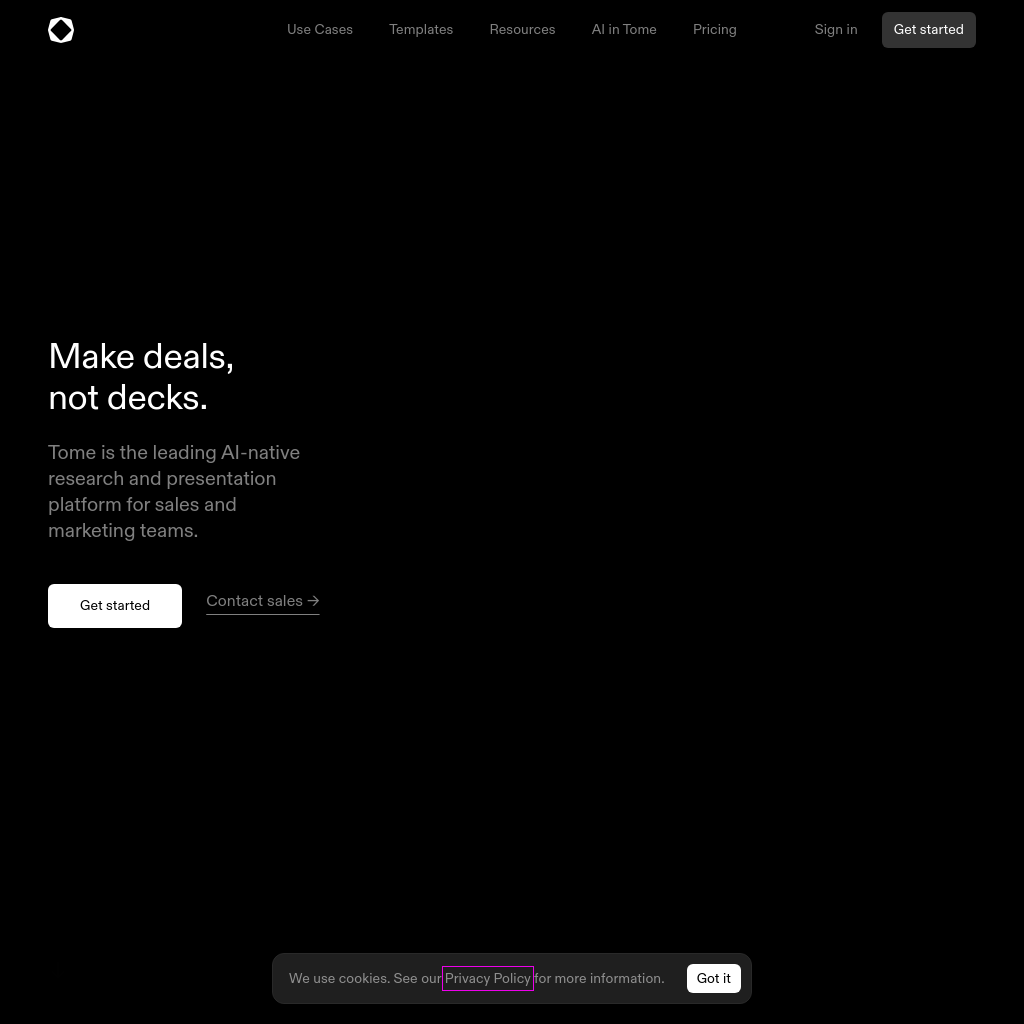 Use Cases
Templates
Resources
AI in Tome
Pricing
Sign in
Get started
Make deals,
not decks.
Tome is the leading AI-native
research and presentation
platform for sales and
marketing teams.
Get started
Contact sales →
We use cookies. See our Privacy Policy for more information.
Got it